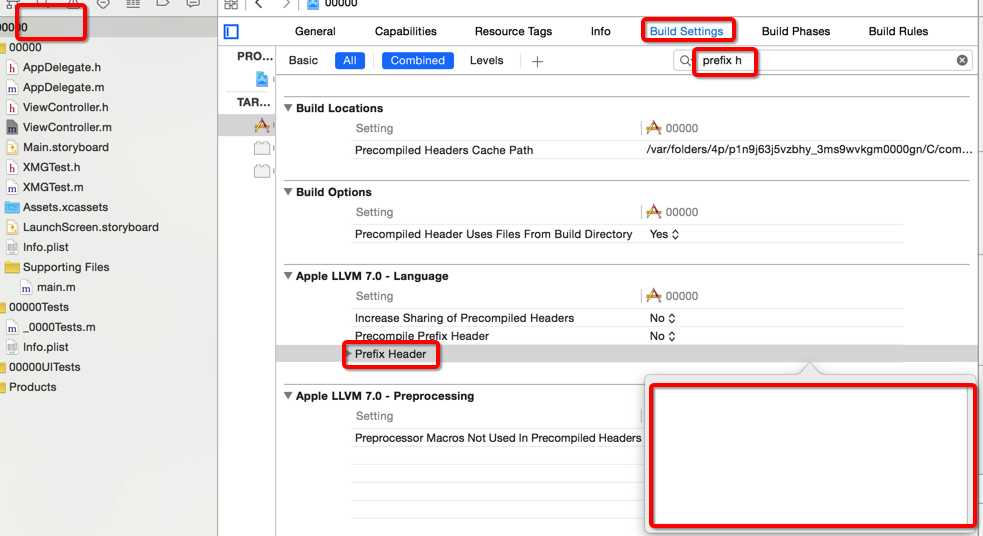 00000
00000
General Capabilities Resource Tags Info Build Settings Build Phases Build Rules
PRO... Basic All Combined Levels prefix h
TAR...
00000
AppDelegate.h
AppDelegate.m
ViewController.h
ViewController.m
Main.storyboard
XMGTest.h
XMGTest.m
Assets.xcassets
LaunchScreen.storyboard
Info.plist
Supporting Files
main.m
00000Tests
_0000Tests.m
Info.plist
00000UITests
Products
Build Locations
Setting 00000
Precompiled Headers Cache Path /var/folders/4p/p1n9j63j5vzbhy_3ms9wvkgm0000gn/C/com...
Build Options
Setting 00000
Precompiled Header Uses Files From Build Directory Yes
Apple LLVM 7.0 - Language
Setting 00000
Increase Sharing of Precompiled Headers No
Precompile Prefix Header No
Prefix Header
Apple LLVM 7.0 - Preprocessing
Setting
Preprocessor Macros Not Used In Precompiled Headers